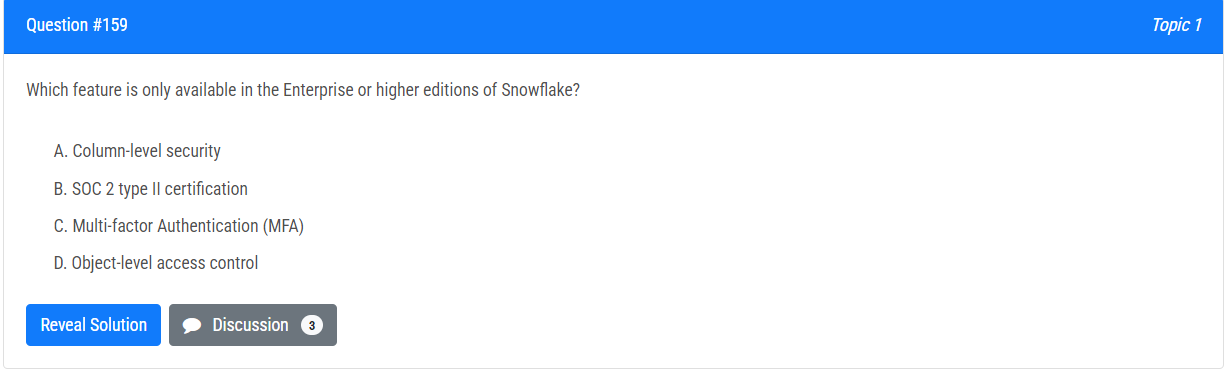 Question #159
Topic 1
Which feature is only available in the Enterprise or higher editions of Snowflake?
A. Column-level security
B. SOC 2 type II certification
C. Multi-factor Authentication (MFA)
D. Object-level access control
Reveal Solution
Discussion 3